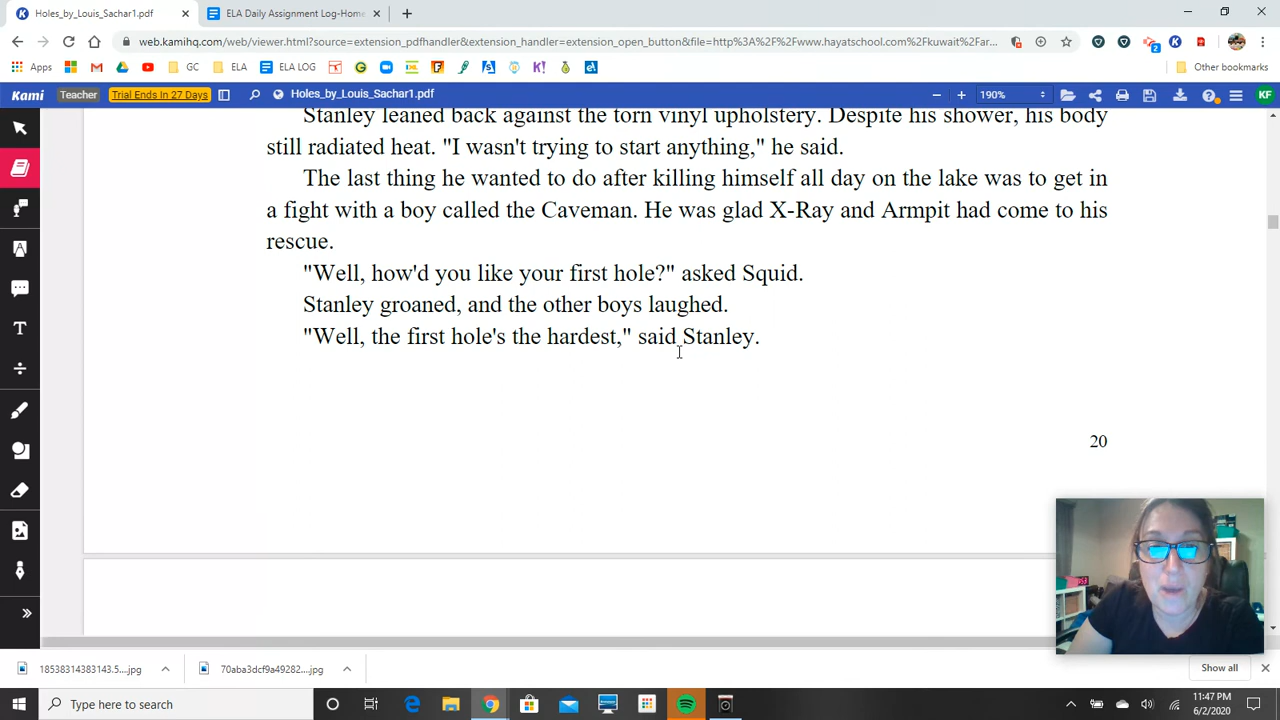 Holes_by_Louis_Sachar1.pdf
ELA Daily Assignment Log-Home
web.kamihq.com/web/viewer.html?source=extension_pdfhandler&extension_handler=extension_open_button&file=http%3A%2F%2Fwww.hayatschool.com%2Fkuwait%2Far...
Apps GC ELA ELA LOG Other bookmarks
Kami Teacher Trial Ends In 27 Days Holes_by_Louis_Sachar1.pdf 190% KF
Stanley leaned back against the torn vinyl upholstery. Despite his shower, his body
still radiated heat. "I wasn't trying to start anything," he said.
The last thing he wanted to do after killing himself all day on the lake was to get in
a fight with a boy called the Caveman. He was glad X-Ray and Armpit had come to his
rescue.
"Well, how'd you like your first hole?" asked Squid.
Stanley groaned, and the other boys laughed.
"Well, the first hole's the hardest," said Stanley.
20
18538314383143.5....jpg
70aba3dcf9a49282....jpg
Show all
Type here to search
11:47 PM
6/2/2020